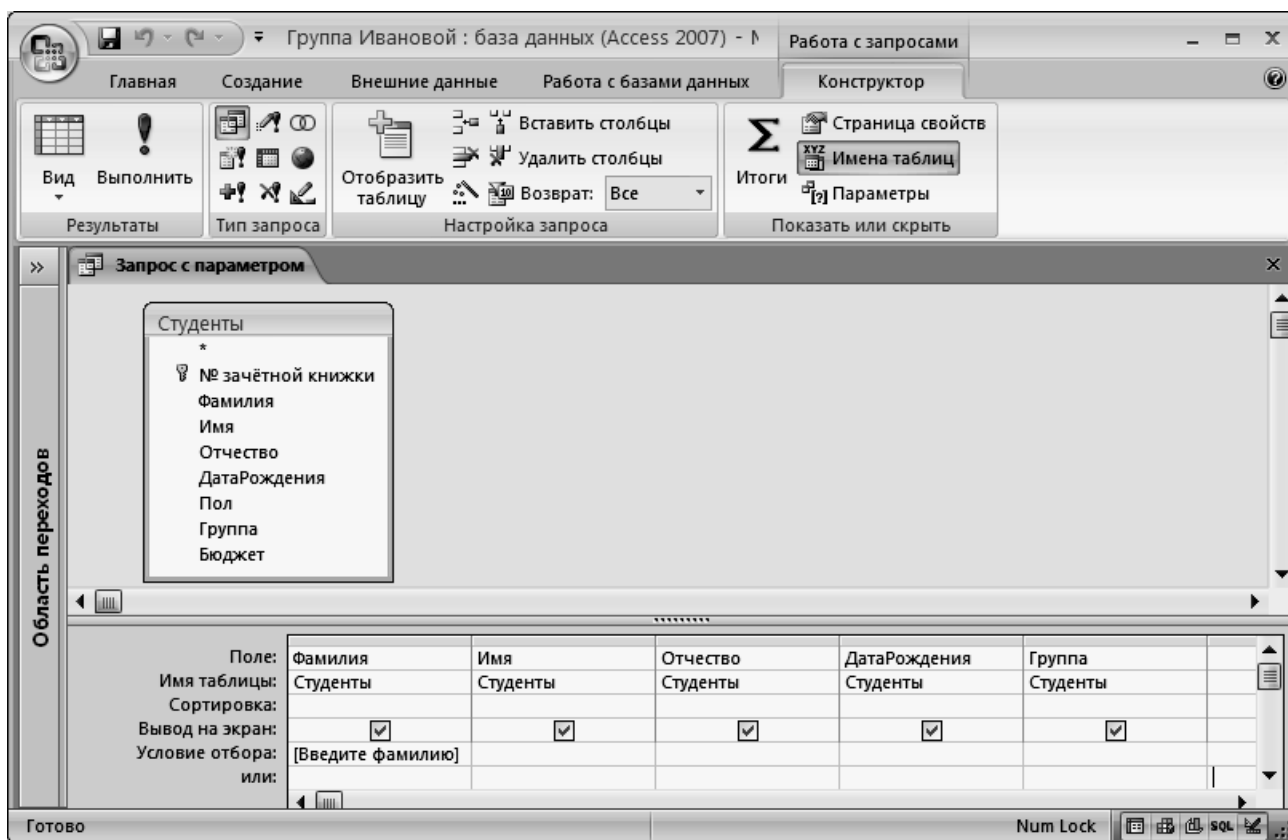 Группа Ивановой : база данных (Access 2007) - M
Работа с запросами
Главная Создание Внешние данные Работа с базами данных Конструктор
Вид
Выполнить
Результаты
Тип запроса
Отобразить таблицу
Вставить столбцы
Удалить столбцы
Возврат: Все
Настройка запроса
Итоги
Страница свойств
XYZ
Имена таблиц
Параметры
Показать или скрыть
Запрос с параметром
Область переходов
Студенты
*
№ зачётной книжки
Фамилия
Имя
Отчество
ДатаРождения
Пол
Группа
Бюджет
Поле: Фамилия Имя Отчество ДатаРождения Группа
Имя таблицы: Студенты Студенты Студенты Студенты Студенты
Сортировка:
Вывод на экран:
Условие отбора: [Введите фамилию]
или:
Готово Num Lock SQL